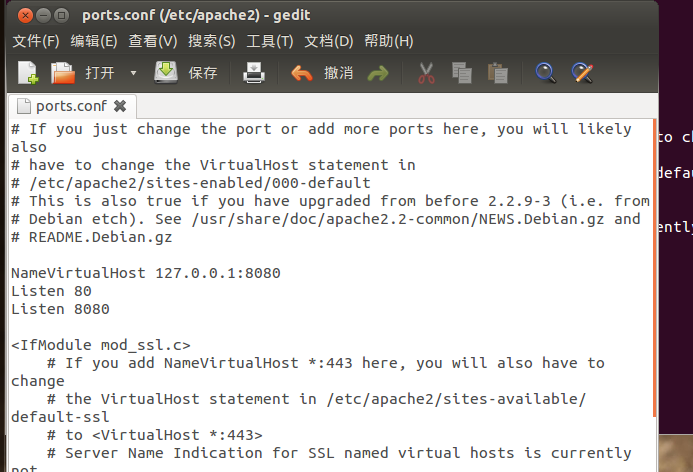 ports.conf (/etc/apache2) - gedit
文件(F) 编辑(E) 查看(V) 搜索(S) 工具(T) 文档(D) 帮助(H)
打开 保存 撤消
ports.conf
# If you just change the port or add more ports here, you will likely
also
# have to change the VirtualHost statement in
# /etc/apache2/sites-enabled/000-default
# This is also true if you have upgraded from before 2.2.9-3 (i.e. from
# Debian etch). See /usr/share/doc/apache2.2-common/NEWS.Debian.gz and
# README.Debian.gz
NameVirtualHost 127.0.0.1:8080
Listen 80
Listen 8080
<IfModule mod_ssl.c>
# If you add NameVirtualHost *:443 here, you will also have to
change
# the VirtualHost statement in /etc/apache2/sites-available/
default-ssl
# to <VirtualHost *:443>
# Server Name Indication for SSL named virtual hosts is currently
not
to ch
defau
ently